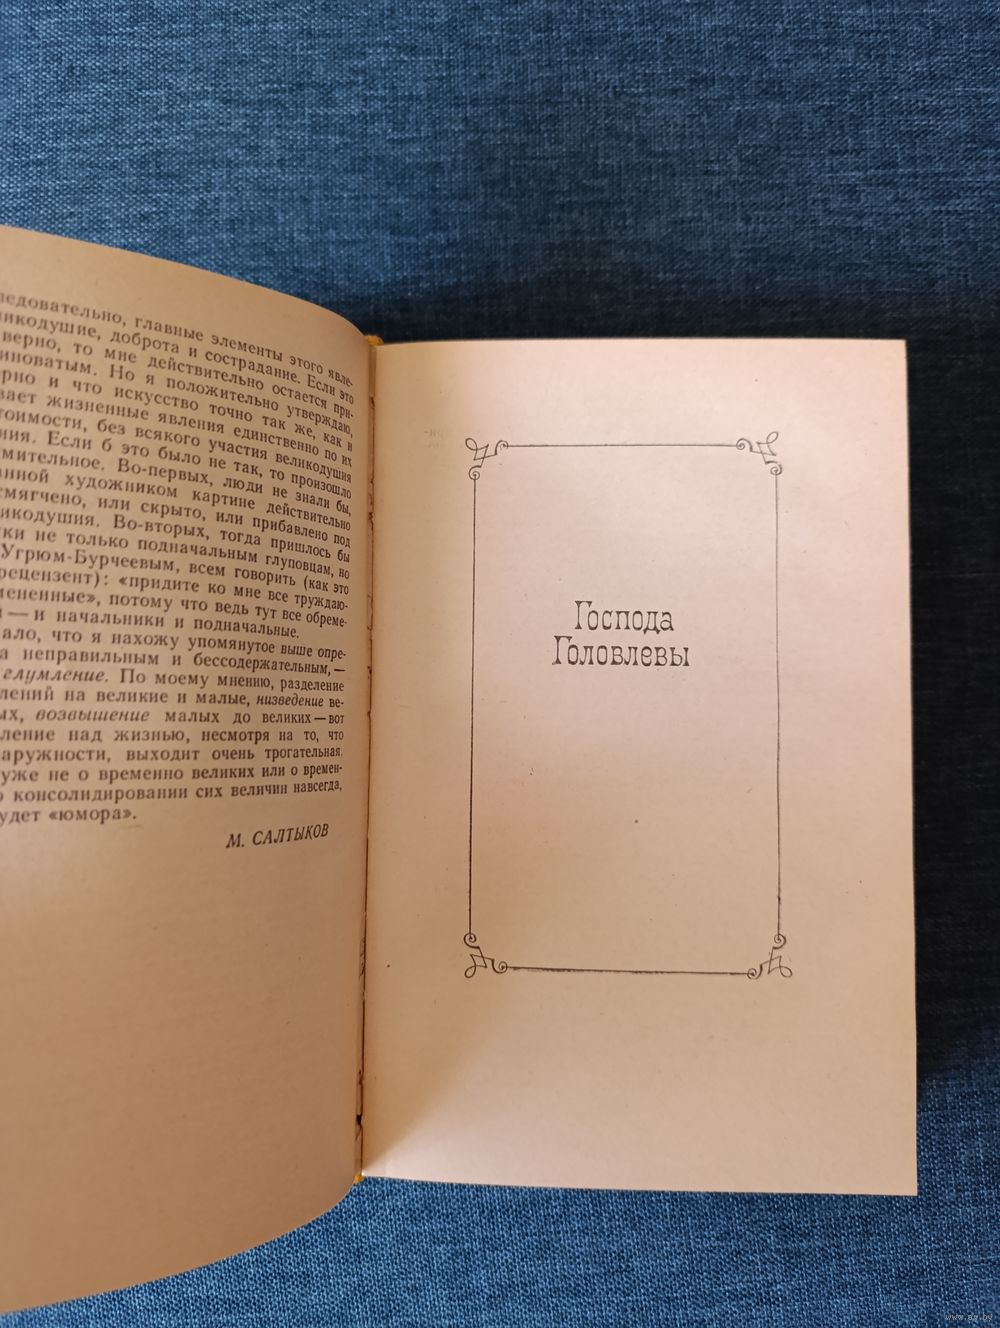 ледовательно, главные элементы этого явле-
ликодушие, доброта и сострадание. Если это
верно, то мне действительно остается при-
иноватым. Но я положительно утверждаю,
рно и что искусство точно так же, как и
вает жизненные явления единственно по их
тоимости, без всякого участия великодушия
ния. Если б это было не так, то произошло
мительное. Во-первых, люди не знали бы,
анной художником картине действительно
смягчено, или скрыто, или прибавлено под
ликодушия. Во-вторых, тогда пришлось бы
уки не только подначальным глуповцам, но
Угрюм-Бурчеевым, всем говорить (как это
рецензент): «придите ко мне все труждаю-
мененные», потому что ведь тут все обреме-
и — и начальники и подначальные.
ало, что я нахожу упомянутое выше опре-
а неправильным и бессодержательным, —
глумление. По моему мнению, разделение
лений на великие и малые, низведение ве-
ых, возвышение малых до великих — вот
ление над жизнью, несмотря на то, что
аружности, выходит очень трогательная.
уже не о временно великих или о времен-
о консолидировании сих величин навсегда,
удет «юмора».
М. САЛТЫКОВ
Господа
Головлевы
www.ay.by